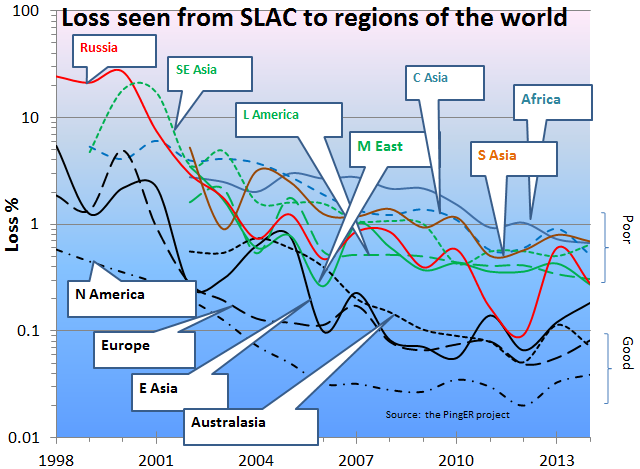 Loss seen from SLAC to regions of the world
100
10
1
0.1
0.01
Loss %
Russia
SE Asia
L America
M East
C Asia
Africa
S Asia
N America
Europe
E Asia
Australasia
Poor
Good
Source: the PingER project
1998
2001
2004
2007
2010
2013